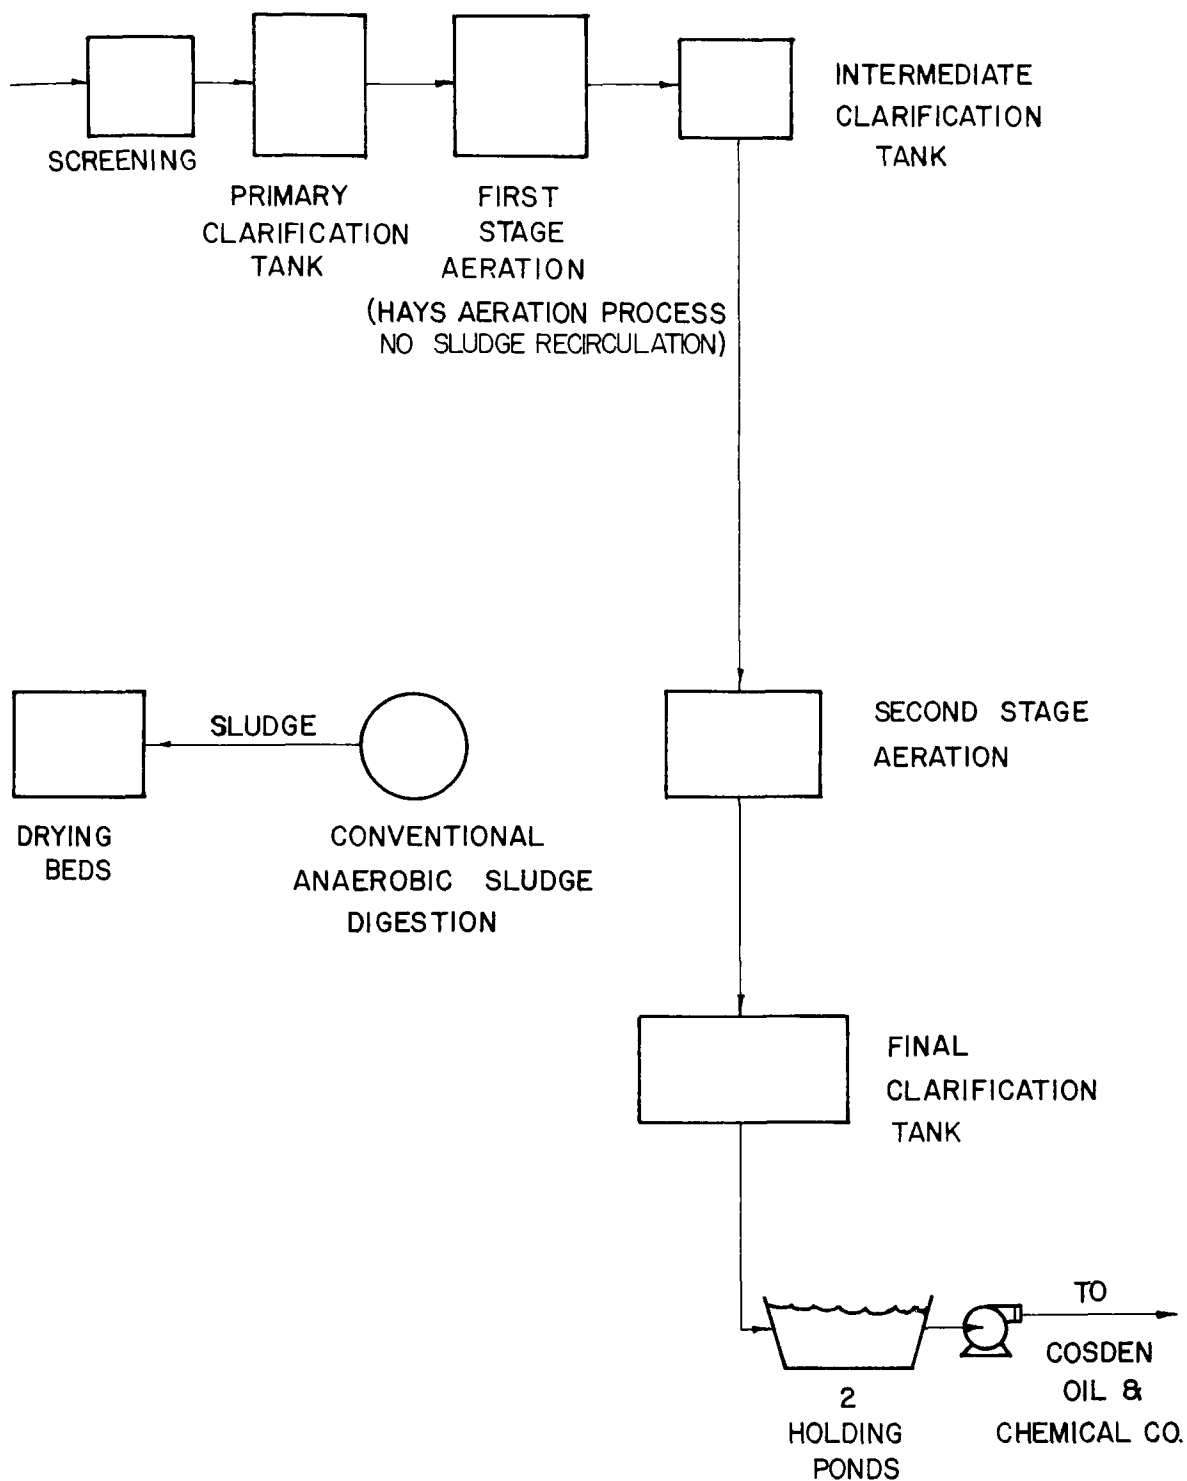 SCREENING
PRIMARY
CLARIFICATION
TANK
FIRST
STAGE
AERATION
(HAYS AERATION PROCESS
NO SLUDGE RECIRCULATION)
INTERMEDIATE
CLARIFICATION
TANK
SLUDGE
DRYING
BEDS
CONVENTIONAL
ANAEROBIC SLUDGE
DIGESTION
SECOND STAGE
AERATION
FINAL
CLARIFICATION
TANK
2
HOLDING
PONDS
TO
COSDEN
OIL &
CHEMICAL CO.